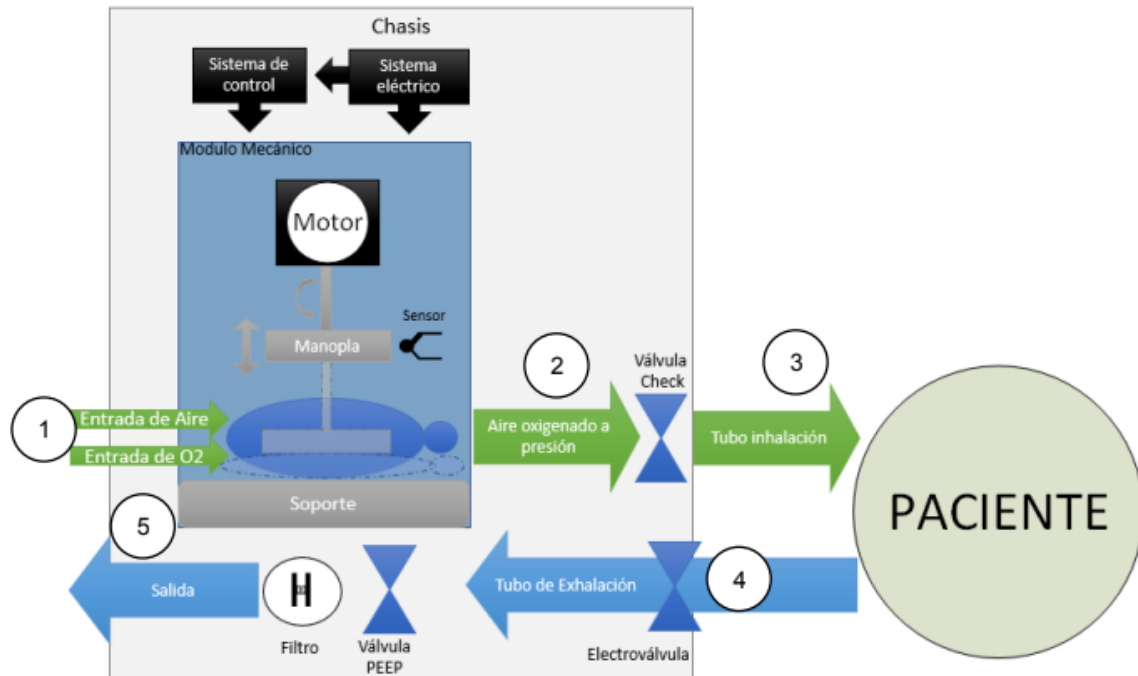 Chasis
Sistema de
control
Sistema
eléctrico
Modulo Mecánico
Motor
Sensor
Manopla
1
Entrada de Aire
Entrada de O2
2
Aire oxigenado a
presión
Válvula
Check
3
Tubo inhalación
PACIENTE
Soporte
5
Salida
Filtro
Válvula
PEEP
Tubo de Exhalación
4
Electroválvula